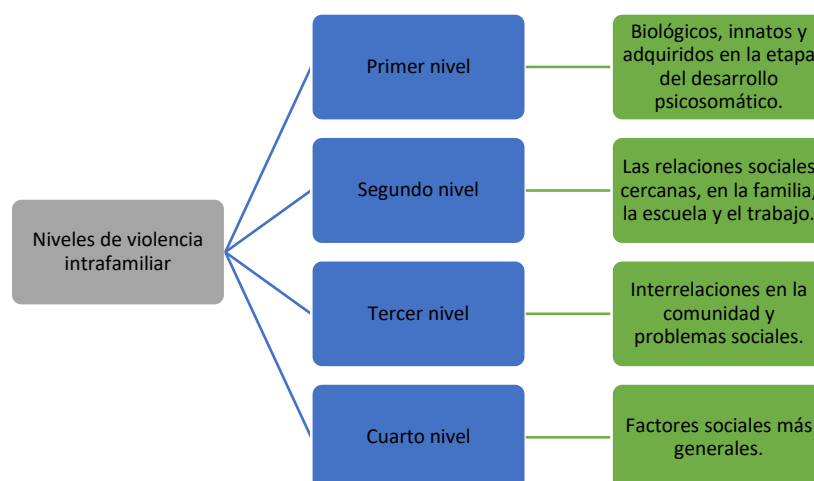 Niveles de violencia
intrafamiliar
Primer nivel
Biológicos, innatos y
adquiridos en la etapa
del desarrollo
psicosomático.
Segundo nivel
Las relaciones sociales
cercanas, en la familia,
la escuela y el trabajo.
Tercer nivel
Interrelaciones en la
comunidad y
problemas sociales.
Cuarto nivel
Factores sociales más
generales.